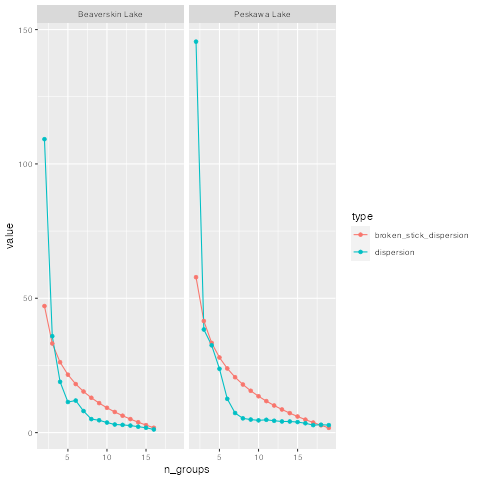 Beaverskin Lake
Peskawa Lake
150
100
50
0
value
5
10
15
5
10
15
n_groups
type
broken_stick_dispersion
dispersion